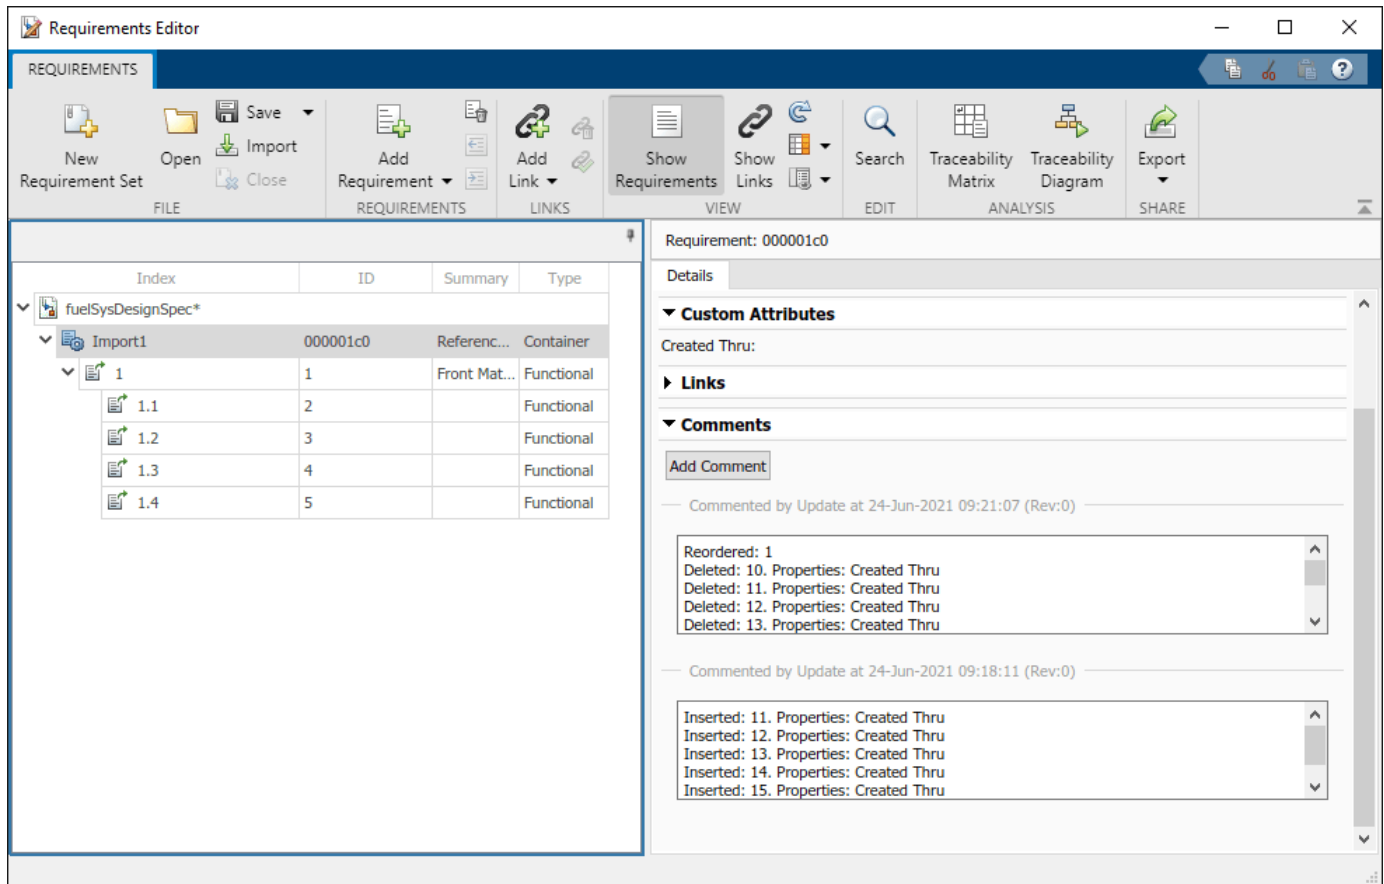 Requirements Editor
REQUIREMENTS
New
Requirement Set
Open
Save
Import
Close
FILE
Add
Requirement
REQUIREMENTS
Add
Link
LINKS
Show
Requirements
Show
Links
VIEW
Search
EDIT
Traceability
Matrix
Traceability
Diagram
ANALYSIS
Export
SHARE
Index ID Summary Type
fuelSysDesignSpec*
Import1 000001c0 Referenc... Container
1 1 Front Mat... Functional
1.1 2 Functional
1.2 3 Functional
1.3 4 Functional
1.4 5 Functional
Requirement: 000001c0
Details
Custom Attributes
Created Thru:
Links
Comments
Add Comment
Commented by Update at 24-Jun-2021 09:21:07 (Rev:0)
Reordered: 1
Deleted: 10. Properties: Created Thru
Deleted: 11. Properties: Created Thru
Deleted: 12. Properties: Created Thru
Deleted: 13. Properties: Created Thru
Commented by Update at 24-Jun-2021 09:18:11 (Rev:0)
Inserted: 11. Properties: Created Thru
Inserted: 12. Properties: Created Thru
Inserted: 13. Properties: Created Thru
Inserted: 14. Properties: Created Thru
Inserted: 15. Properties: Created Thru